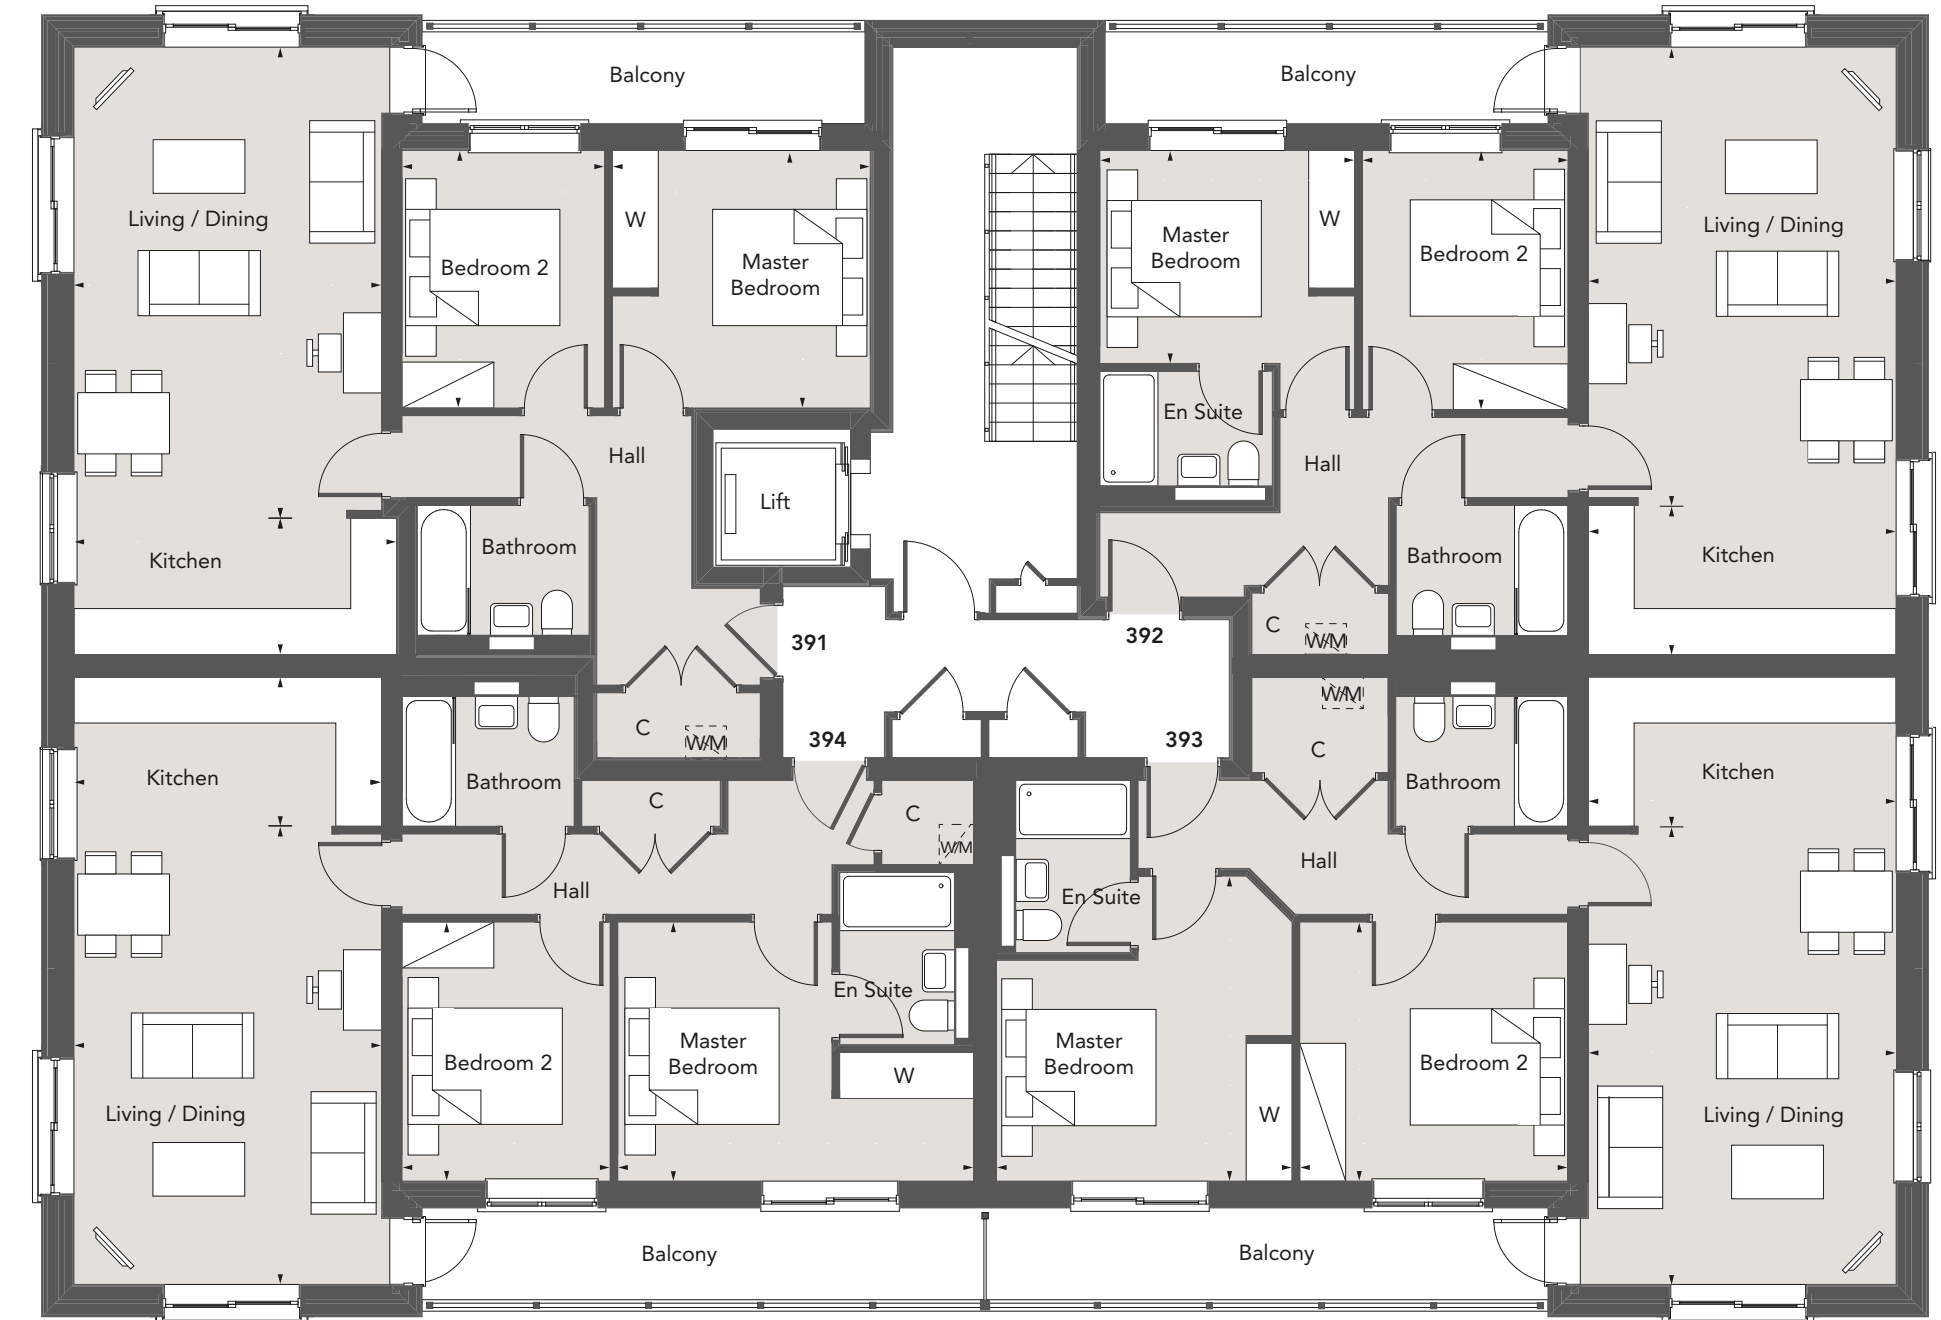 Balcony
Balcony
Living / Dining
W
Bedroom 2
Master
Bedroom
Master
Bedroom
W
Bedroom 2
Living / Dining
En Suite
Hall
Lift
Hall
Kitchen
Bathroom
Bathroom
Kitchen
391
392
C
W/M
C
W/M
W/M
394
393
C
Kitchen
Bathroom
C
C
W/M
Bathroom
Kitchen
Hall
En Suite
Hall
En Suite
Bedroom 2
Master
Bedroom
W
Master
Bedroom
W
Bedroom 2
Living / Dining
Living / Dining
Balcony
Balcony